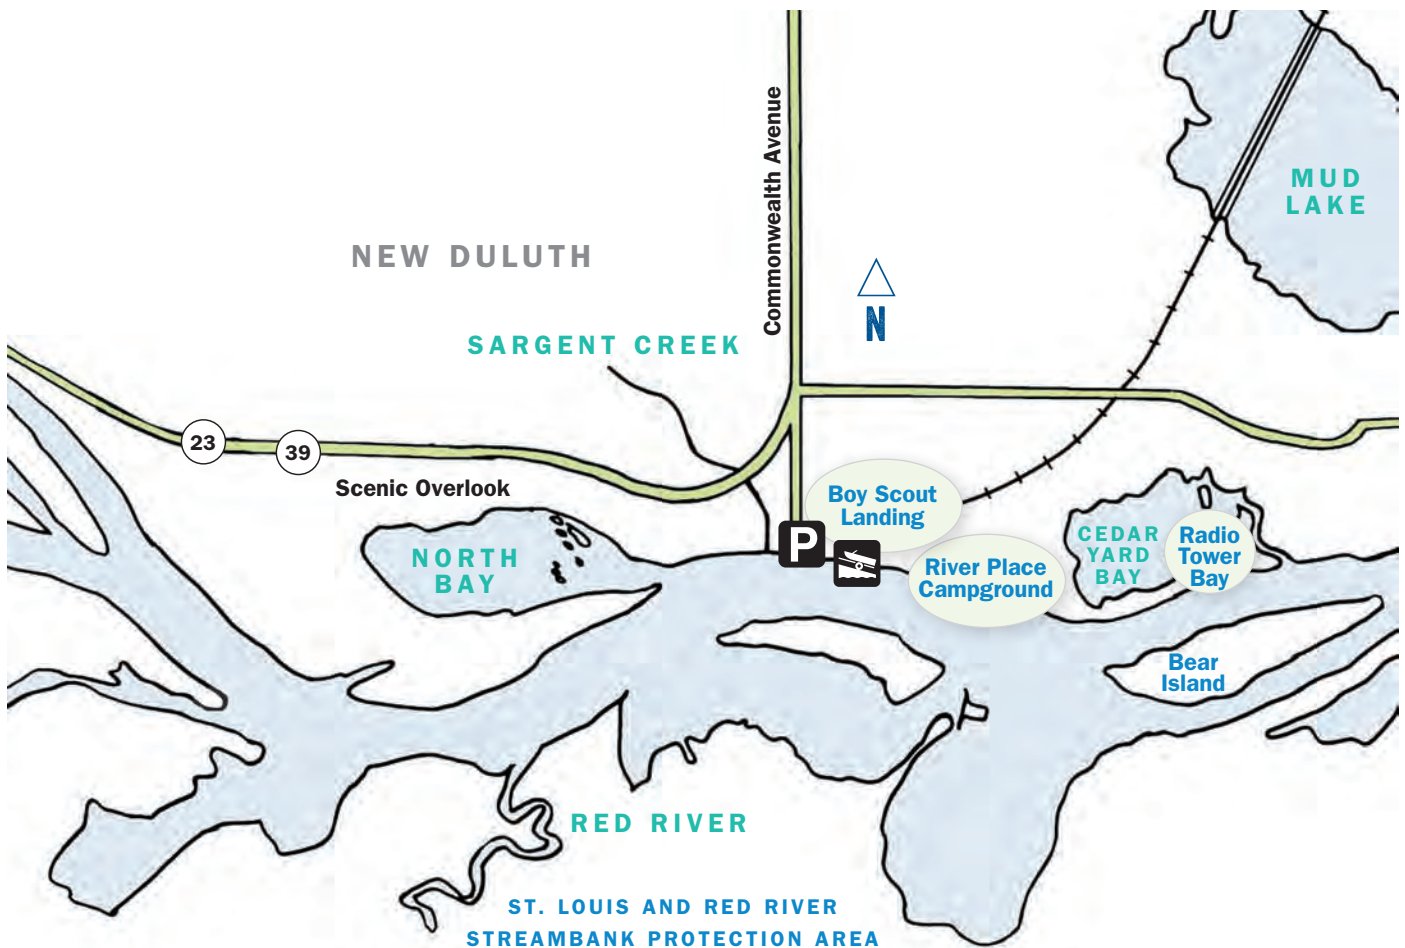 Commonwealth Avenue
MUD
LAKE
NEW DULUTH
N
SARGENT CREEK
23
39
Scenic Overlook
Boy Scout
Landing
P
NORTH
BAY
River Place
Campground
CEDAR
YARD
BAY
Radio
Tower
Bay
Bear
Island
RED RIVER
ST. LOUIS AND RED RIVER
STREAMBANK PROTECTION AREA